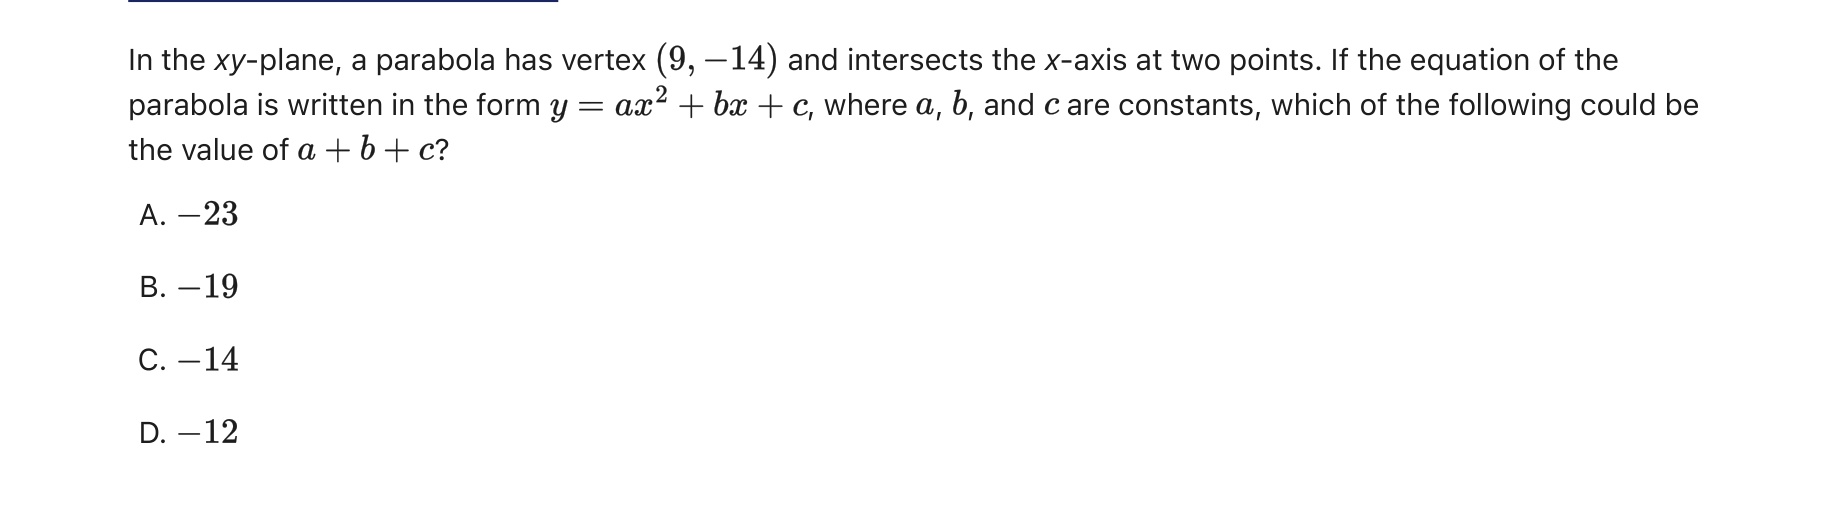 In the xy-plane, a parabola has vertex (9, −14) and intersects the x-axis at two points. If the equation of the
parabola is written in the form y = ax² + bx + c, where a, b, and c are constants, which of the following could be
the value of a + b + c?
A. −23
B. −19
C. −14
D. −12